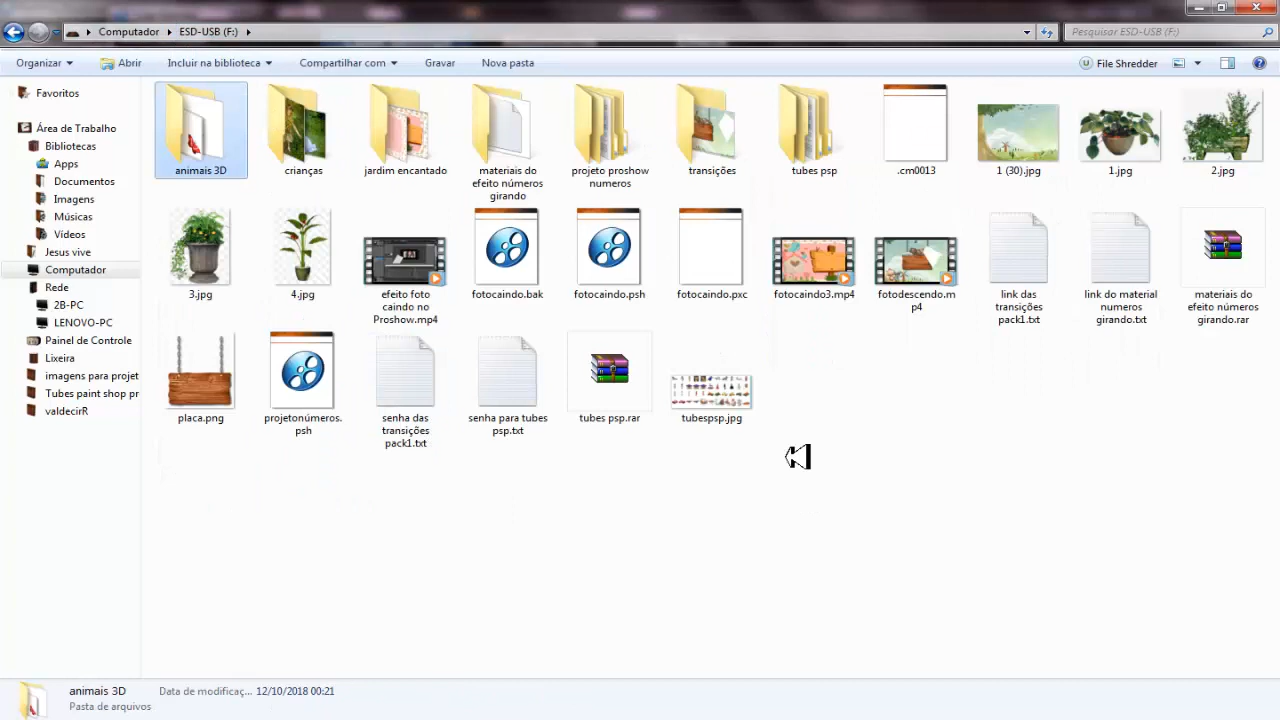 Computador ESD-USB (F:) Pesquisar ESD-USB (F:)
Organizar Abrir Incluir na biblioteca Compartilhar com Gravar Nova pasta File Shredder
Favoritos
Área de Trabalho
Bibliotecas
Apps
Documentos
Imagens
Músicas
Vídeos
Jesus vive
Computador
Rede
2B-PC
LENOVO-PC
Painel de Controle
Lixeira
imagens para projet
Tubes paint shop pr
valdecirR
animais 3D
crianças
jardim encantado
materiais do
efeito números
girando
projeto proshow
numeros
transições
tubes psp
.cm0013
1 (30).jpg
1.jpg
2.jpg
3.jpg
4.jpg
efeito foto
caindo no
Proshow.mp4
fotocaindo.bak
fotocaindo.psh
fotocaindo.pxc
fotocaindo3.mp4
fotodescendo.m
p4
link das
transições
pack1.txt
link do material
numeros
girando.txt
materiais do
efeito números
girando.rar
placa.png
projetonúmeros.
psh
senha das
transições
pack1.txt
senha para tubes
psp.txt
tubes psp.rar
tubespsp.jpg
animais 3D Data de modificaç... 12/10/2018 00:21
Pasta de arquivos